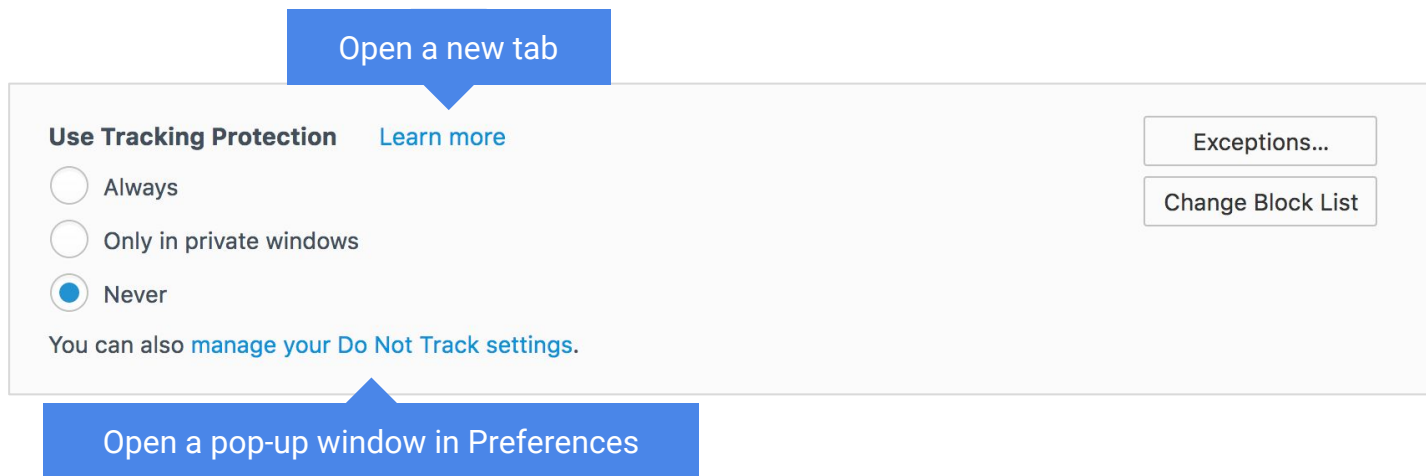 Open a new tab
Use Tracking Protection Learn more
Exceptions...
Always
Change Block List
Only in private windows
Never
You can also manage your Do Not Track settings.
Open a pop-up window in Preferences